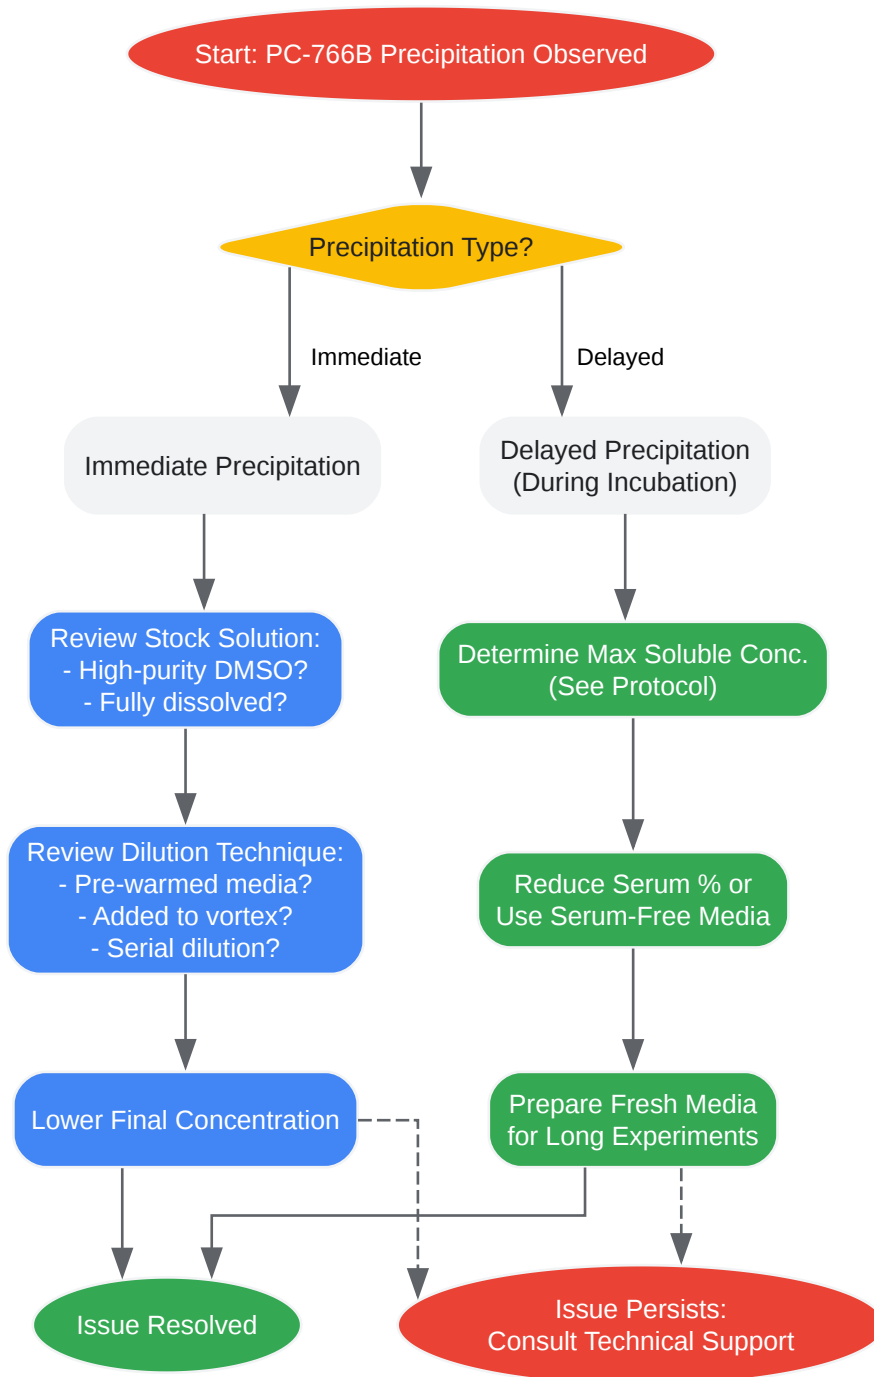 Start: PC-766B Precipitation Observed
Precipitation Type?
Immediate
Delayed
Immediate Precipitation
Delayed Precipitation
(During Incubation)
Review Stock Solution:
- High-purity DMSO?
- Fully dissolved?
Determine Max Soluble Conc.
(See Protocol)
Review Dilution Technique:
- Pre-warmed media?
- Added to vortex?
- Serial dilution?
Reduce Serum % or
Use Serum-Free Media
Lower Final Concentration
Prepare Fresh Media
for Long Experiments
Issue Resolved
Issue Persists:
Consult Technical Support